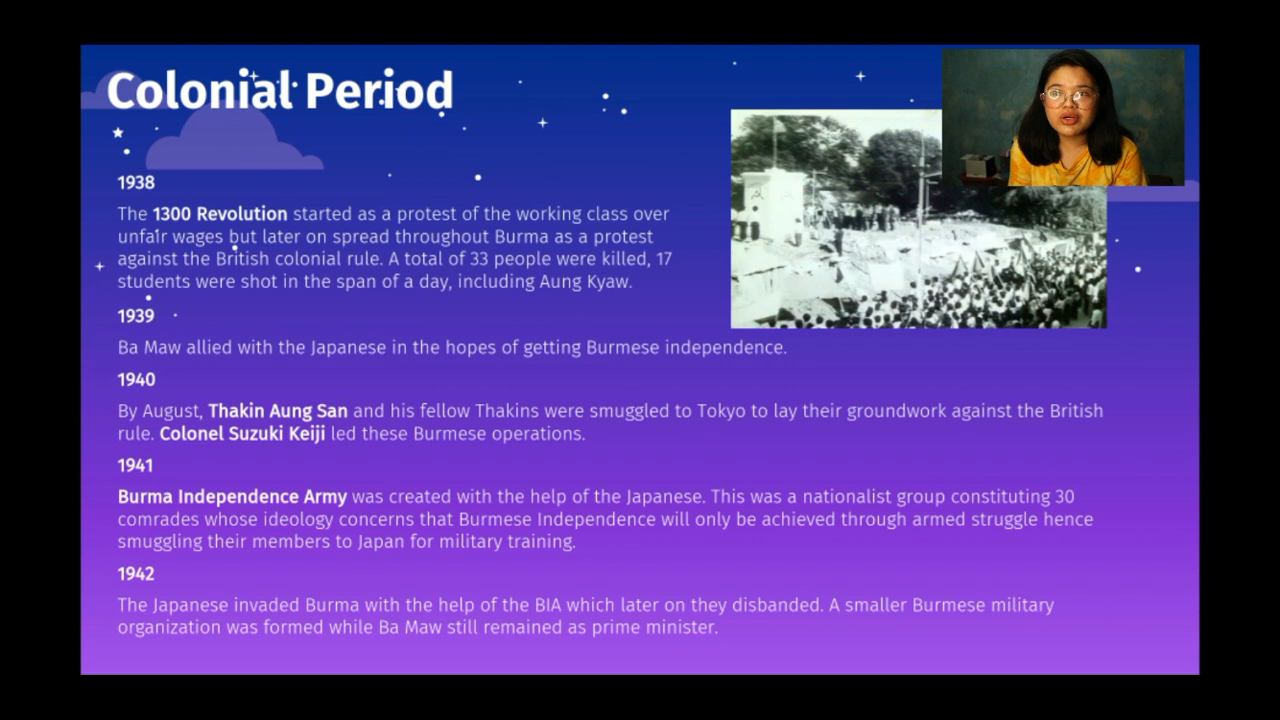 Colonial Period
1938
The 1300 Revolution started as a protest of the working class over
unfair wages but later on spread throughout Burma as a protest
against the British colonial rule. A total of 33 people were killed, 17
students were shot in the span of a day, including Aung Kyaw.
1939
Ba Maw allied with the Japanese in the hopes of getting Burmese independence.
1940
By August, Thakin Aung San and his fellow Thakins were smuggled to Tokyo to lay their groundwork against the British
rule. Colonel Suzuki Keiji led these Burmese operations.
1941
Burma Independence Army was created with the help of the Japanese. This was a nationalist group constituting 30
comrades whose ideology concerns that Burmese Independence will only be achieved through armed struggle hence
smuggling their members to Japan for military training.
1942
The Japanese invaded Burma with the help of the BIA which later on they disbanded. A smaller Burmese military
organization was formed while Ba Maw still remained as prime minister.